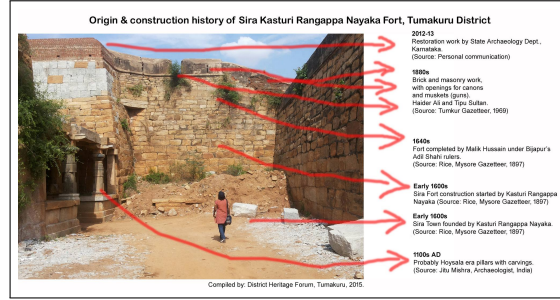 Origin & construction history of Sira Kasturi Rangappa Nayaka Fort, Tumakuru District
2012-13
Restoration work by State Archaeology Dept.,
Karnataka.
(Source: Personal communication)
1880s
Brick and masonry work,
with openings for canons
and muskets (guns).
Haider Ali and Tipu Sultan.
(Source: Tumkur Gazetteer, 1969)
1640s
Fort completed by Malik Hussain under Bijapur's
Adil Shahi rulers.
(Source: Rice, Mysore Gazetteer, 1897)
Early 1600s
Sira Fort construction started by Kasturi Rangappa
Nayaka (Source: Rice, Mysore Gazetteer, 1897)
Early 1600s
Sira Town founded by Kasturi Rangappa Nayaka.
(Source: Rice, Mysore Gazetteer, 1897)
1100s AD
Probably Hoysala era pillars with carvings.
(Source: Jitu Mishra, Archaeologist, India)
Compiled by: District Heritage Forum, Tumakuru, 2015.